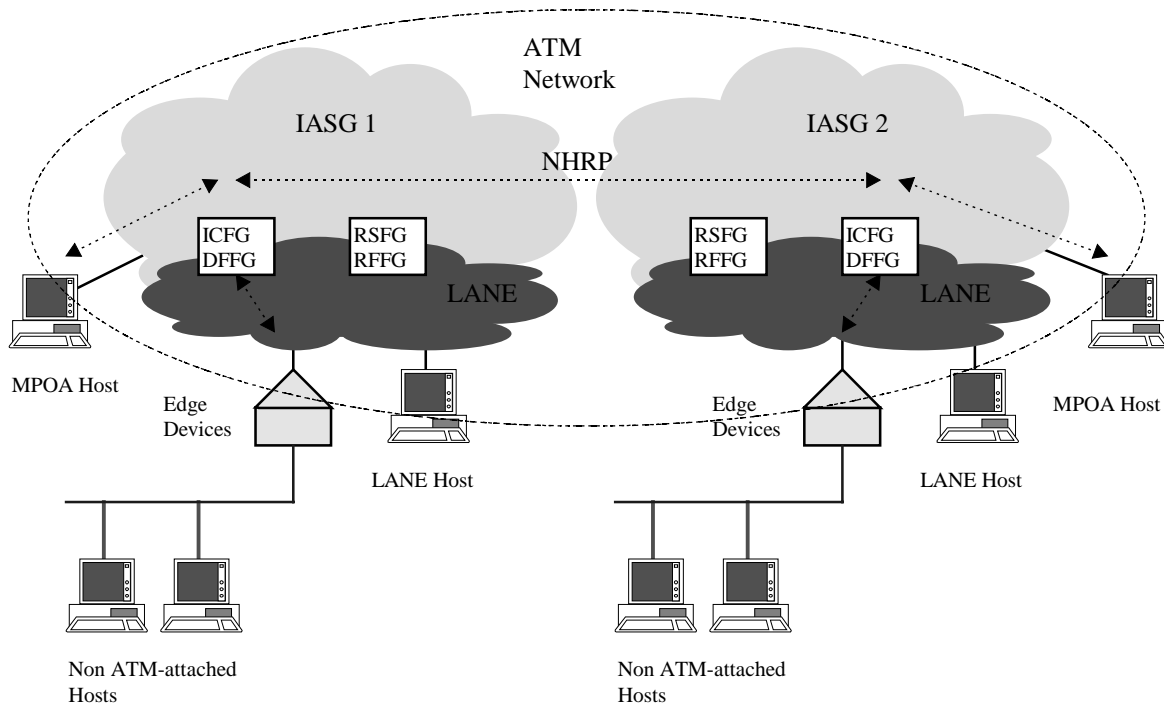 ATM
Network
IASG 1
IASG 2
NHRP
ICFG
DFFG
RSFG
RFFG
RSFG
RFFG
ICFG
DFFG
LANE
LANE
MPOA Host
Edge
Devices
LANE Host
Edge
Devices
LANE Host
MPOA Host
Non ATM-attached
Hosts
Non ATM-attached
Hosts